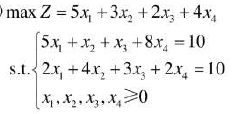 ) max Z = 5x₁ + 3x₂ + 2x₃ + 4x₄
s.t. { 5x₁ + x₂ + x₃ + 8x₄ = 10
2x₁ + 4x₂ + 3x₃ + 2x₄ = 10
x₁, x₂, x₃, x₄ ⩾ 0